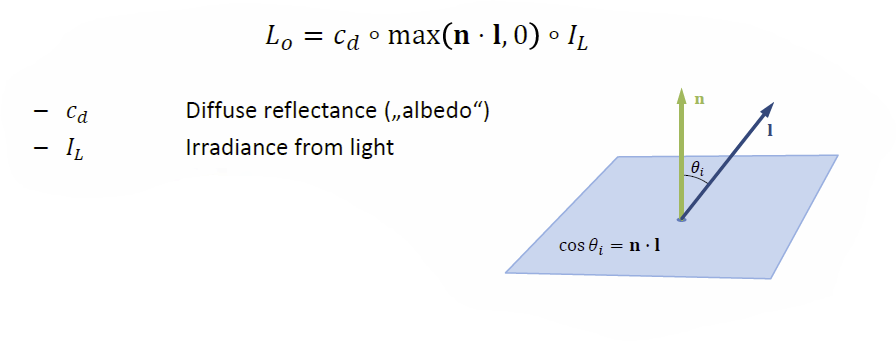 L_o = c_d ∘ max(𝐧 · 𝐥, 0) ∘ I_L
– c_d Diffuse reflectance („albedo“)
– I_L Irradiance from light
𝐧
𝐥
θ_i
cos θ_i = 𝐧 · 𝐥